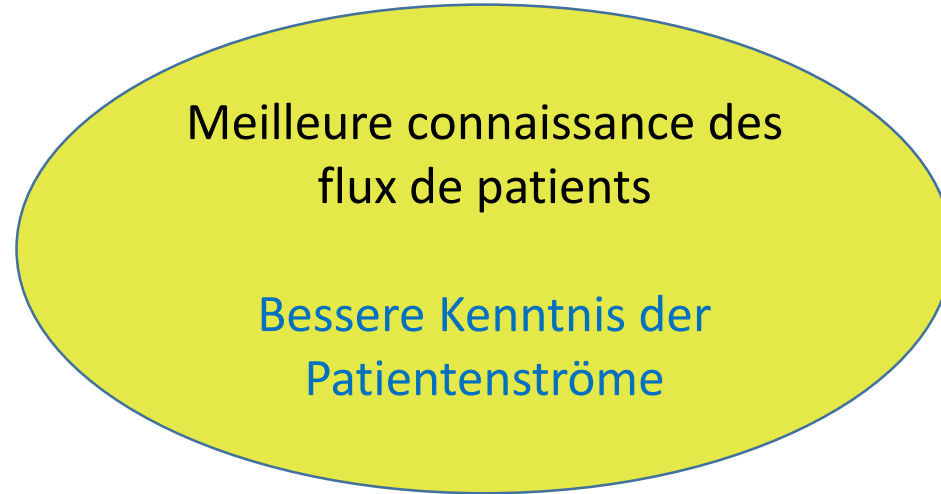 Meilleure connaissance des
flux de patients
Bessere Kenntnis der
Patientenströme